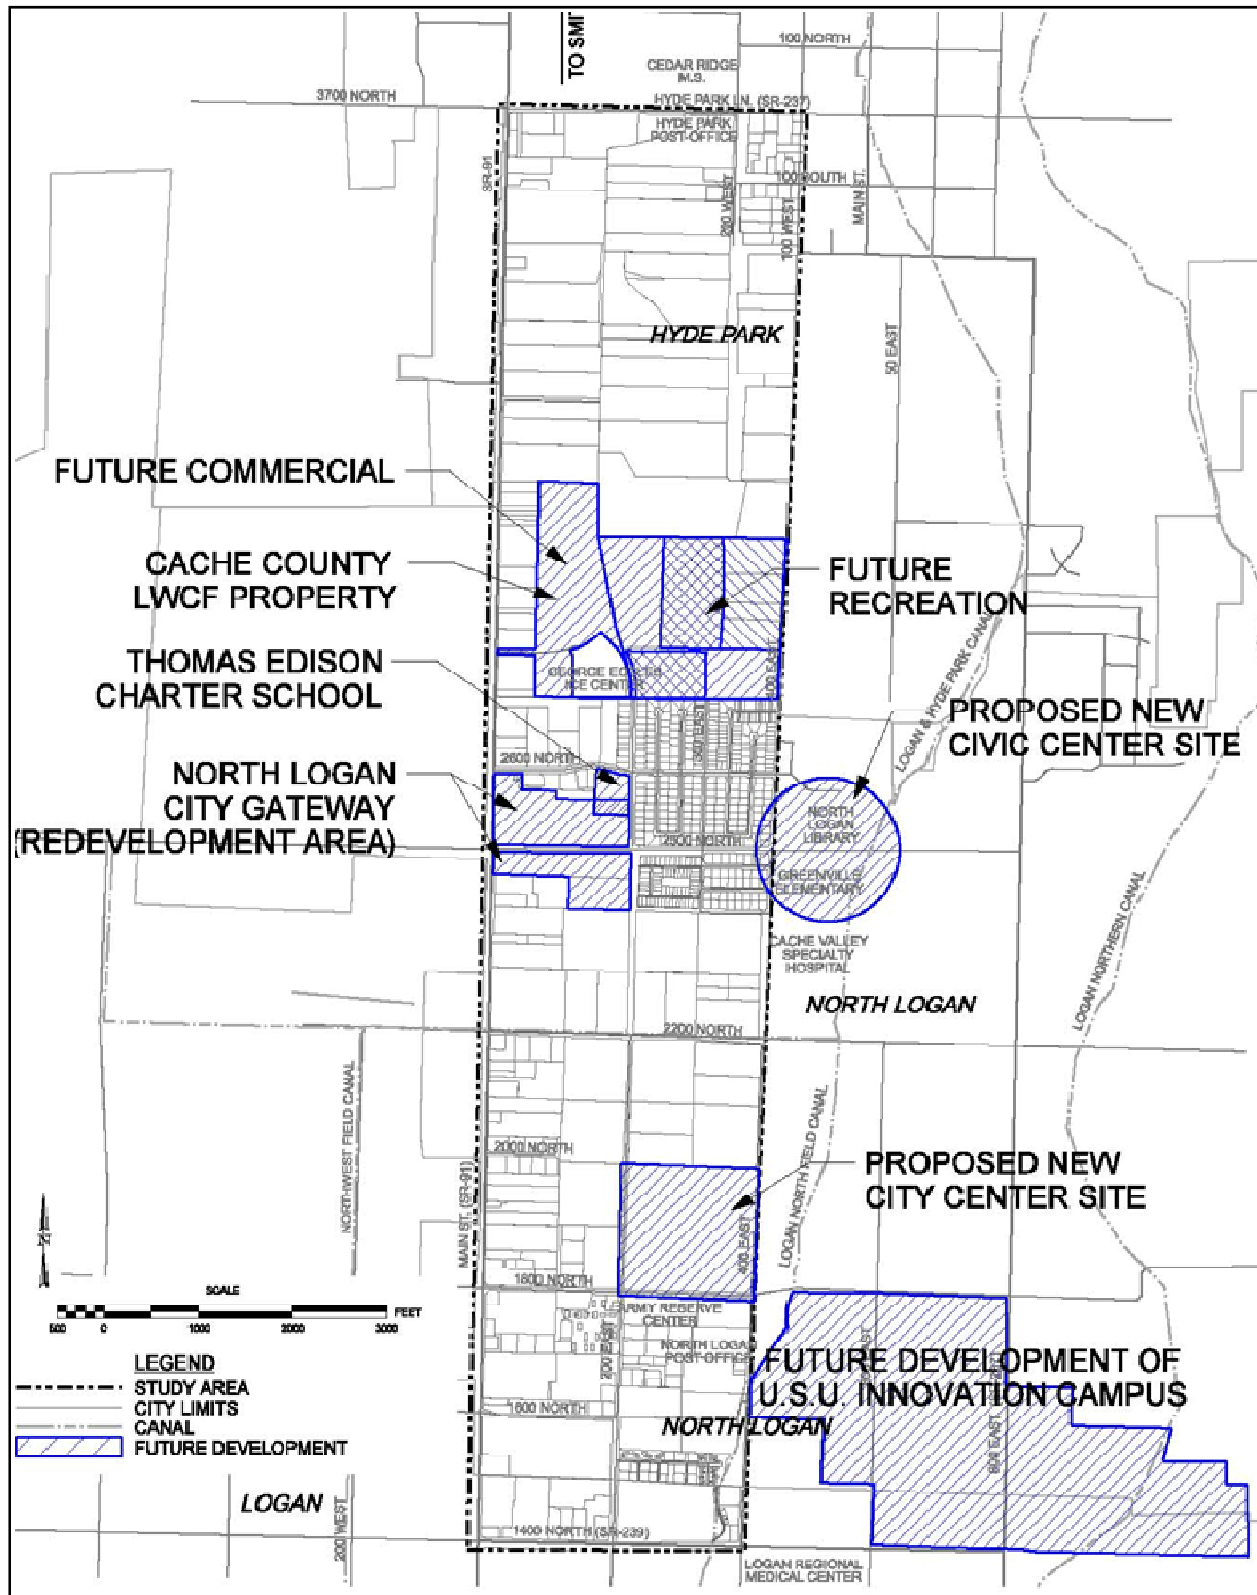 TO SMI
100 NORTH
CEDAR RIDGE
M.S.
3700 NORTH
HYDE PARK LN. (SR-237)
HYDE PARK
POST OFFICE
SR-91
100 SOUTH
MAIN ST.
200 WEST
100 WEST
HYDE PARK
50 EAST
FUTURE COMMERCIAL
CACHE COUNTY
LWCF PROPERTY
FUTURE
RECREATION
THOMAS EDISON
CHARTER SCHOOL
ICE CENTER
400 EAST
LOGAN & HYDE PARK CANAL
PROPOSED NEW
CIVIC CENTER SITE
340 EAST
2600 NORTH
NORTH LOGAN
CITY GATEWAY
(REDEVELOPMENT AREA)
NORTH
LOGAN
LIBRARY
2500 NORTH
GREENVILLE
ELEMENTARY
CACHE VALLEY
SPECIALTY
HOSPITAL
LOGAN NORTHERN CANAL
NORTH LOGAN
2200 NORTH
NORTHWEST FIELD CANAL
LOGAN NORTH FIELD CANAL
2000 NORTH
PROPOSED NEW
CITY CENTER SITE
MAIN ST. (SR-91)
400 EAST
N
1800 NORTH
SCALE
500 0 1000 2000 3000 FEET
ARMY RESERVE
CENTER
200 EAST
NORTH LOGAN
POST OFFICE
FUTURE DEVELOPMENT OF
U.S.U. INNOVATION CAMPUS
LEGEND
STUDY AREA
CITY LIMITS
CANAL
FUTURE DEVELOPMENT
1600 NORTH
NORTH LOGAN
800 EAST
LOGAN
200 WEST
1400 NORTH (SR-239)
LOGAN REGIONAL
MEDICAL CENTER